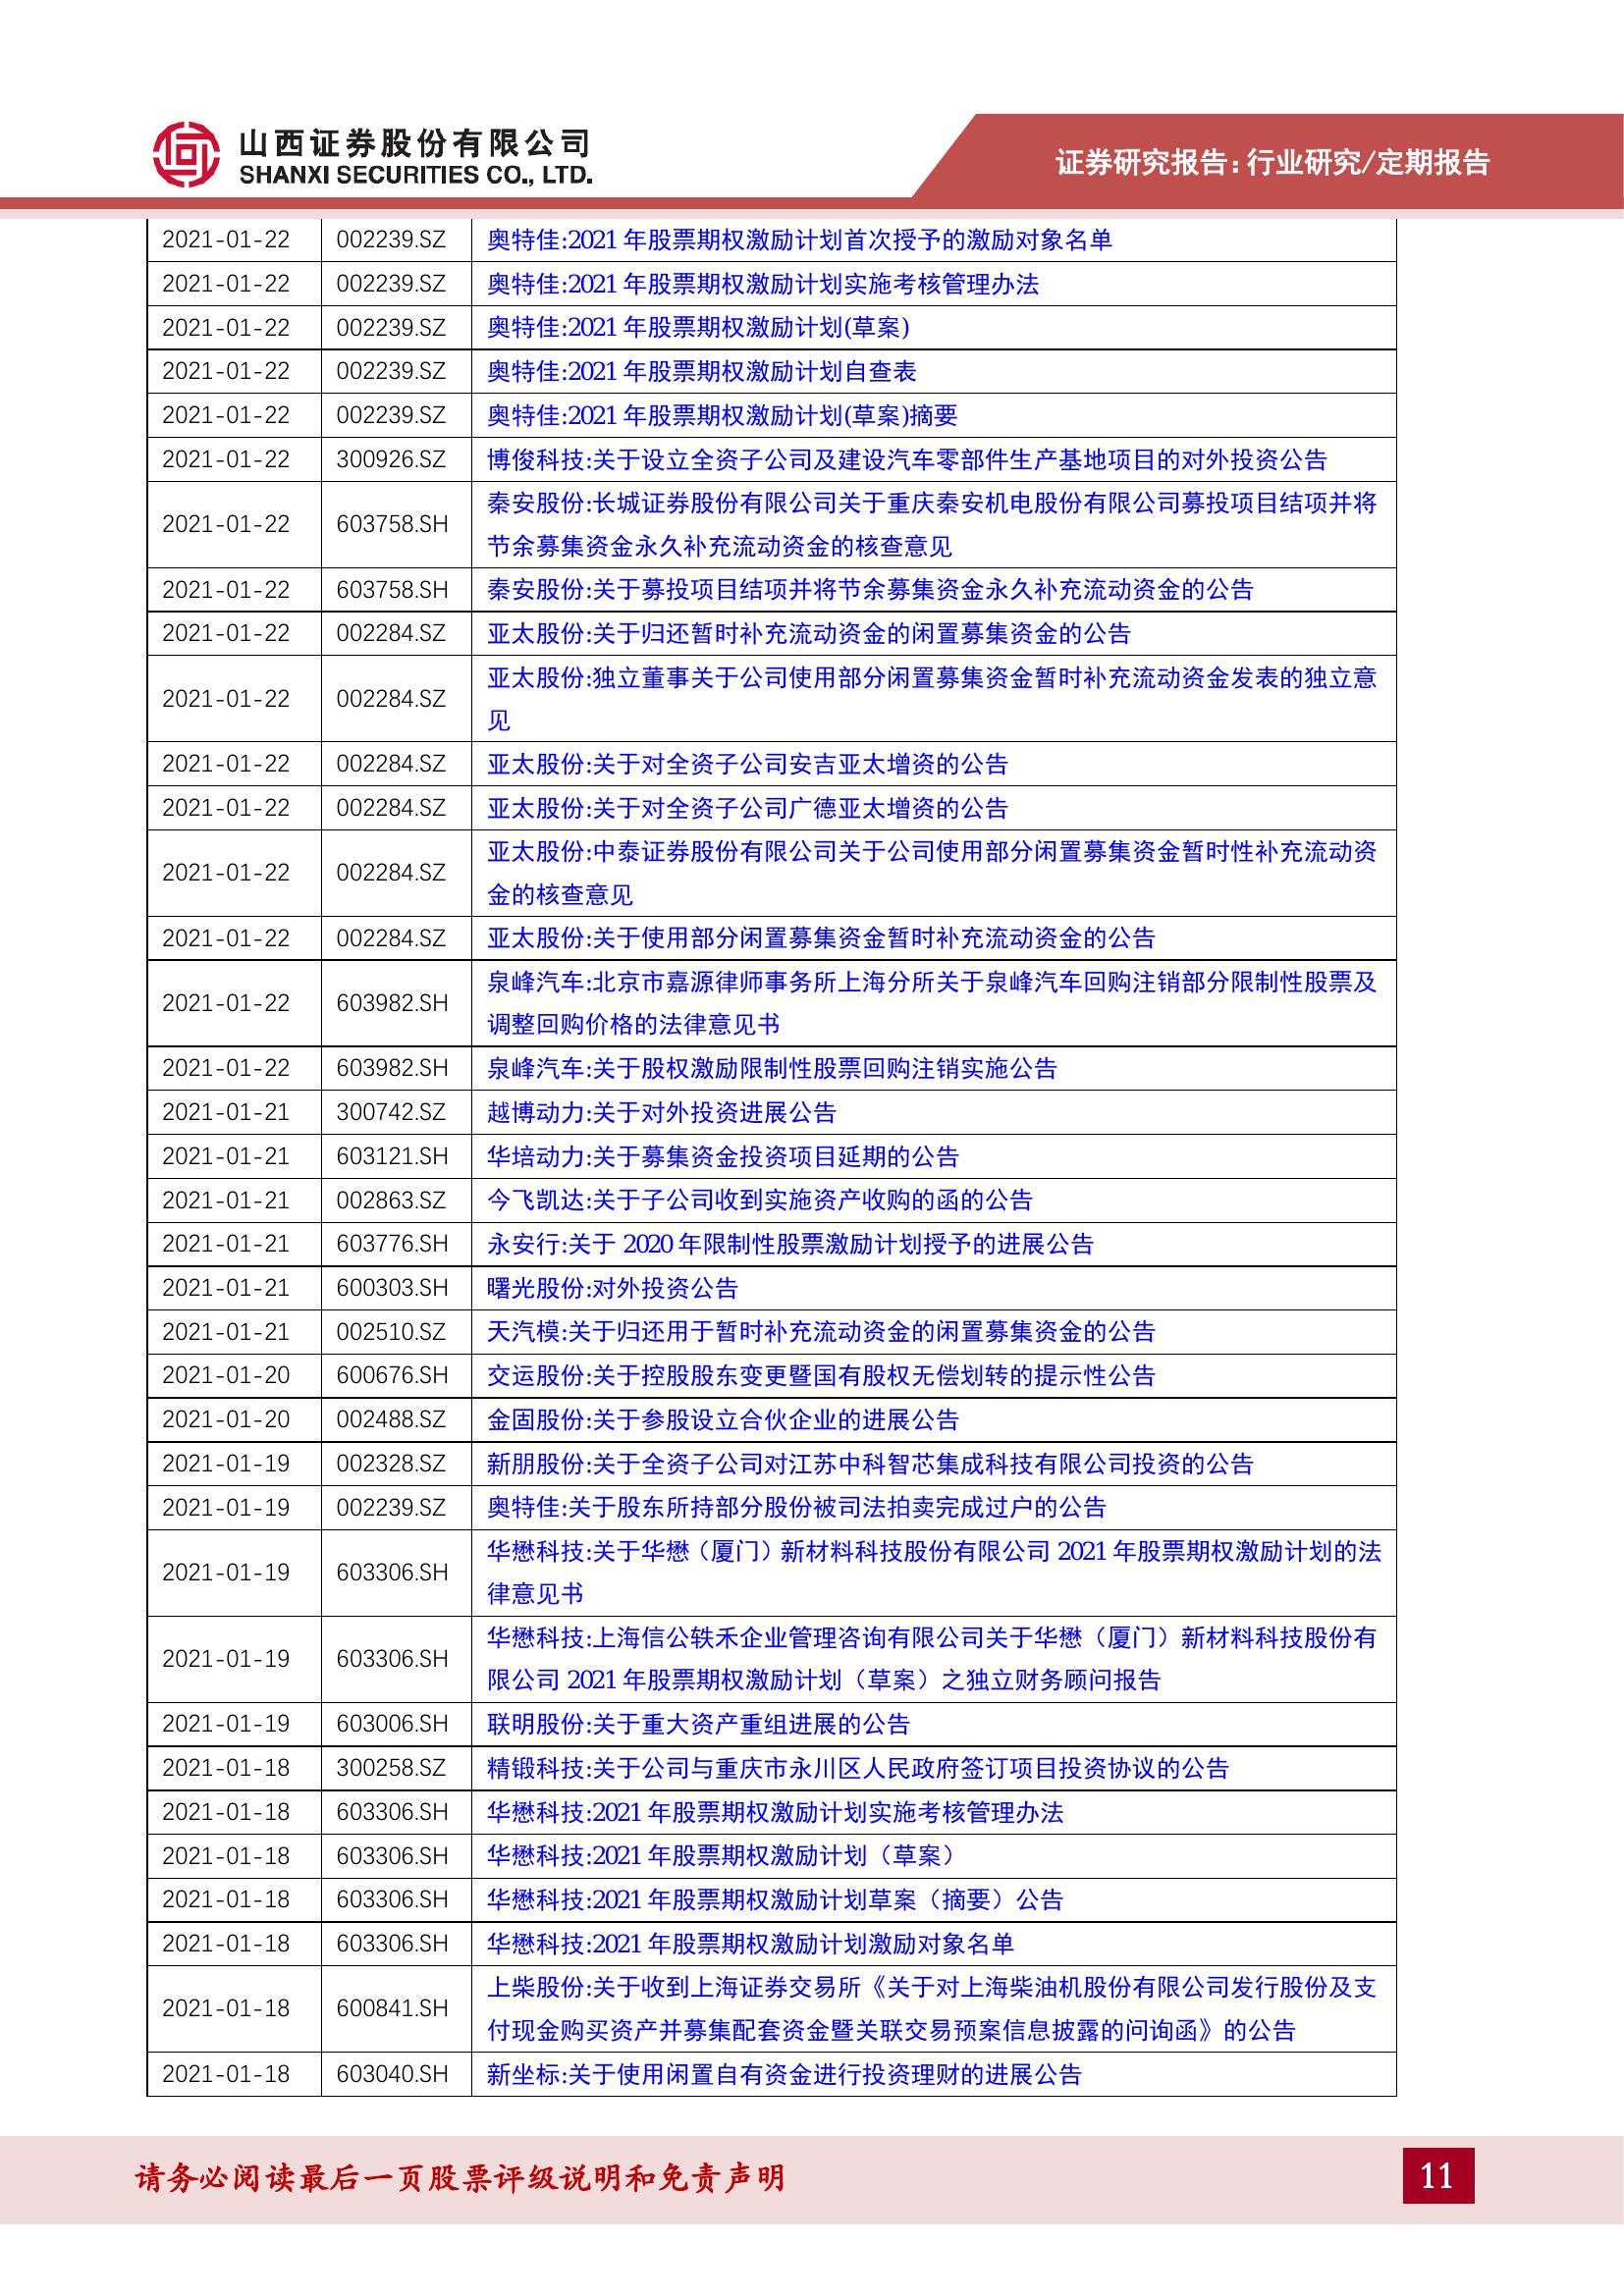 山西证券股份有限公司
SHANXI SECURITIES CO., LTD.
证券研究报告：行业研究/定期报告
2021-01-22 002239.SZ 奥特佳:2021 年股票期权激励计划首次授予的激励对象名单
2021-01-22 002239.SZ 奥特佳:2021 年股票期权激励计划实施考核管理办法
2021-01-22 002239.SZ 奥特佳:2021 年股票期权激励计划(草案)
2021-01-22 002239.SZ 奥特佳:2021 年股票期权激励计划自查表
2021-01-22 002239.SZ 奥特佳:2021 年股票期权激励计划(草案)摘要
2021-01-22 300926.SZ 博俊科技:关于设立全资子公司及建设汽车零部件生产基地项目的对外投资公告
2021-01-22 603758.SH 秦安股份:长城证券股份有限公司关于重庆秦安机电股份有限公司募投项目结项并将
节余募集资金永久补充流动资金的核查意见
2021-01-22 603758.SH 秦安股份:关于募投项目结项并将节余募集资金永久补充流动资金的公告
2021-01-22 002284.SZ 亚太股份:关于归还暂时补充流动资金的闲置募集资金的公告
2021-01-22 002284.SZ 亚太股份:独立董事关于公司使用部分闲置募集资金暂时补充流动资金发表的独立意
见
2021-01-22 002284.SZ 亚太股份:关于对全资子公司安吉亚太增资的公告
2021-01-22 002284.SZ 亚太股份:关于对全资子公司广德亚太增资的公告
2021-01-22 002284.SZ 亚太股份:中泰证券股份有限公司关于公司使用部分闲置募集资金暂时性补充流动资
金的核查意见
2021-01-22 002284.SZ 亚太股份:关于使用部分闲置募集资金暂时补充流动资金的公告
2021-01-22 603982.SH 泉峰汽车:北京市嘉源律师事务所上海分所关于泉峰汽车回购注销部分限制性股票及
调整回购价格的法律意见书
2021-01-22 603982.SH 泉峰汽车:关于股权激励限制性股票回购注销实施公告
2021-01-21 300742.SZ 越博动力:关于对外投资进展公告
2021-01-21 603121.SH 华培动力:关于募集资金投资项目延期的公告
2021-01-21 002863.SZ 今飞凯达:关于子公司收到实施资产收购的函的公告
2021-01-21 603776.SH 永安行:关于 2020 年限制性股票激励计划授予的进展公告
2021-01-21 600303.SH 曙光股份:对外投资公告
2021-01-21 002510.SZ 天汽模:关于归还用于暂时补充流动资金的闲置募集资金的公告
2021-01-20 600676.SH 交运股份:关于控股股东变更暨国有股权无偿划转的提示性公告
2021-01-20 002488.SZ 金固股份:关于参股设立合伙企业的进展公告
2021-01-19 002328.SZ 新朋股份:关于全资子公司对江苏中科智芯集成科技有限公司投资的公告
2021-01-19 002239.SZ 奥特佳:关于股东所持部分股份被司法拍卖完成过户的公告
2021-01-19 603306.SH 华懋科技:关于华懋（厦门）新材料科技股份有限公司 2021 年股票期权激励计划的法
律意见书
2021-01-19 603306.SH 华懋科技:上海信公轶禾企业管理咨询有限公司关于华懋（厦门）新材料科技股份有
限公司 2021 年股票期权激励计划（草案）之独立财务顾问报告
2021-01-19 603006.SH 联明股份:关于重大资产重组进展的公告
2021-01-18 300258.SZ 精锻科技:关于公司与重庆市永川区人民政府签订项目投资协议的公告
2021-01-18 603306.SH 华懋科技:2021 年股票期权激励计划实施考核管理办法
2021-01-18 603306.SH 华懋科技:2021 年股票期权激励计划（草案）
2021-01-18 603306.SH 华懋科技:2021 年股票期权激励计划草案（摘要）公告
2021-01-18 603306.SH 华懋科技:2021 年股票期权激励计划激励对象名单
2021-01-18 600841.SH 上柴股份:关于收到上海证券交易所《关于对上海柴油机股份有限公司发行股份及支
付现金购买资产并募集配套资金暨关联交易预案信息披露的问询函》的公告
2021-01-18 603040.SH 新坐标:关于使用闲置自有资金进行投资理财的进展公告
请务必阅读最后一页股票评级说明和免责声明
11